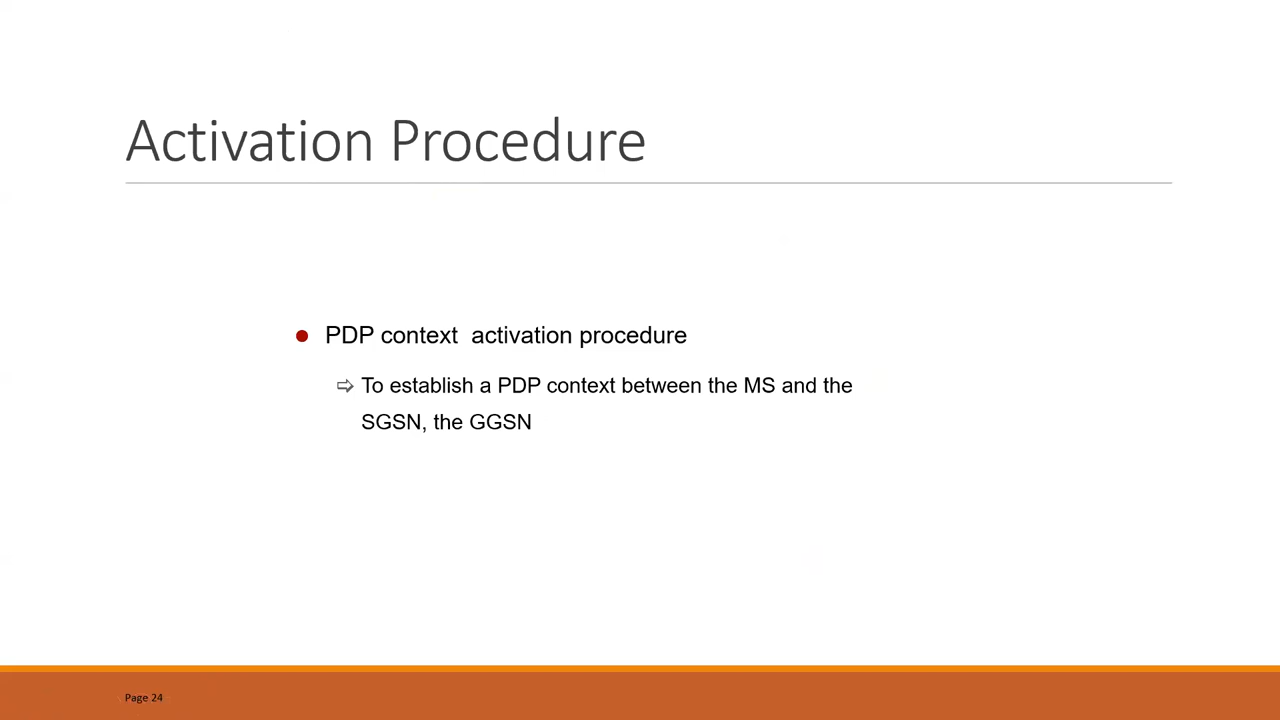 Activation Procedure
PDP context  activation procedure
To establish a PDP context between the MS and the
SGSN, the GGSN
Page 24